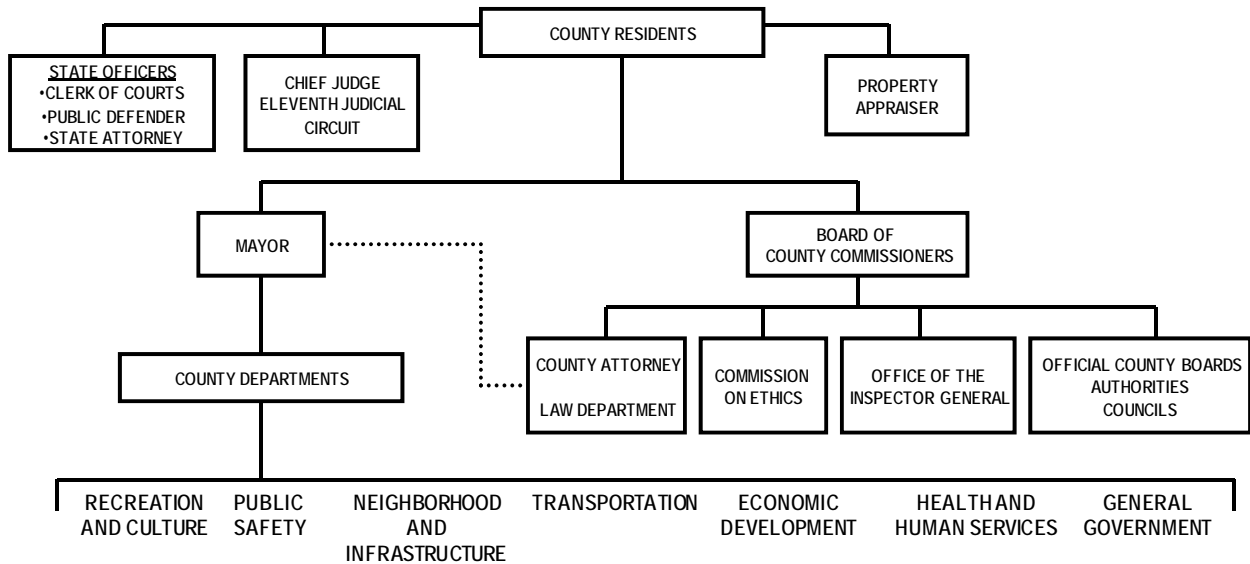 COUNTY RESIDENTS
STATE OFFICERS
•CLERK OF COURTS
•PUBLIC DEFENDER
•STATE ATTORNEY
CHIEF JUDGE
ELEVENTH JUDICIAL
CIRCUIT
PROPERTY
APPRAISER
MAYOR
BOARD OF
COUNTY COMMISSIONERS
COUNTY DEPARTMENTS
COUNTY ATTORNEY
LAW DEPARTMENT
COMMISSION
ON ETHICS
OFFICE OF THE
INSPECTOR GENERAL
OFFICIAL COUNTY BOARDS
AUTHORITIES
COUNCILS
RECREATION
AND CULTURE
PUBLIC
SAFETY
NEIGHBORHOOD
AND
INFRASTRUCTURE
TRANSPORTATION
ECONOMIC
DEVELOPMENT
HEALTH AND
HUMAN SERVICES
GENERAL
GOVERNMENT